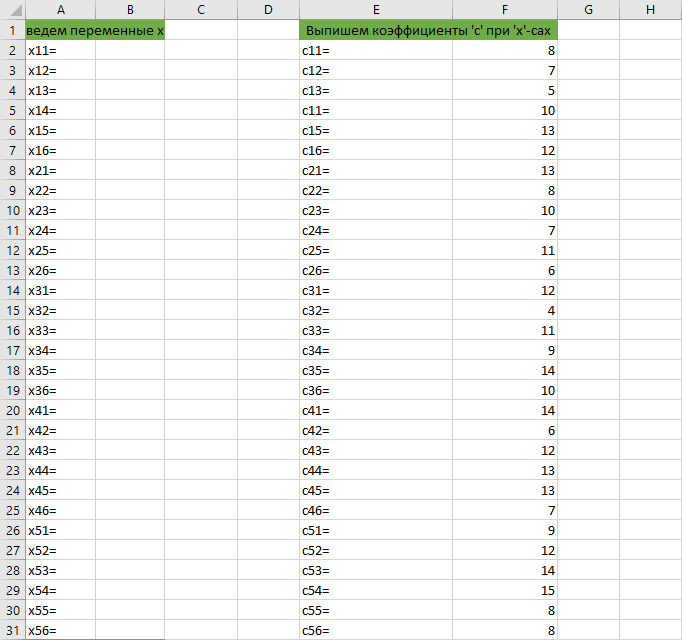 A B C D E F G H
1 ведем переменные x Выпишем коэффициенты 'c' при 'x'-сах
2 x11= c11= 8
3 x12= c12= 7
4 x13= c13= 5
5 x14= c11= 10
6 x15= c15= 13
7 x16= c16= 12
8 x21= c21= 13
9 x22= c22= 8
10 x23= c23= 10
11 x24= c24= 7
12 x25= c25= 11
13 x26= c26= 6
14 x31= c31= 12
15 x32= c32= 4
16 x33= c33= 11
17 x34= c34= 9
18 x35= c35= 14
19 x36= c36= 10
20 x41= c41= 14
21 x42= c42= 6
22 x43= c43= 12
23 x44= c44= 13
24 x45= c45= 13
25 x46= c46= 7
26 x51= c51= 9
27 x52= c52= 12
28 x53= c53= 14
29 x54= c54= 15
30 x55= c55= 8
31 x56= c56= 8